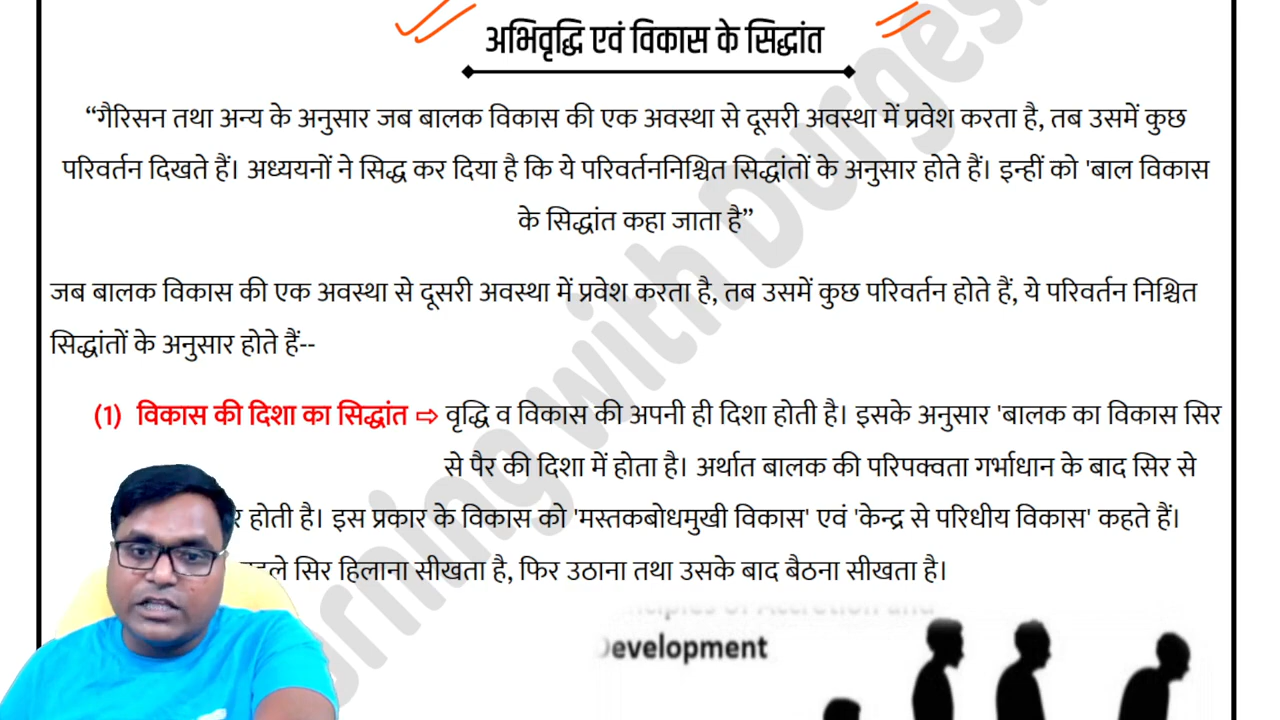 अभिवृद्धि एवं विकास के सिद्धांत
“गैरिसन तथा अन्य के अनुसार जब बालक विकास की एक अवस्था से दूसरी अवस्था में प्रवेश करता है, तब उसमें कुछ
परिवर्तन दिखते हैं। अध्ययनों ने सिद्ध कर दिया है कि ये परिवर्तननिश्चित सिद्धांतों के अनुसार होते हैं। इन्हीं को 'बाल विकास
के सिद्धांत कहा जाता है”
जब बालक विकास की एक अवस्था से दूसरी अवस्था में प्रवेश करता है, तब उसमें कुछ परिवर्तन होते हैं, ये परिवर्तन निश्चित
सिद्धांतों के अनुसार होते हैं--
(1) विकास की दिशा का सिद्धांत ⇨ वृद्धि व विकास की अपनी ही दिशा होती है। इसके अनुसार 'बालक का विकास सिर
से पैर की दिशा में होता है। अर्थात बालक की परिपक्वता गर्भाधान के बाद सिर से
होती है। इस प्रकार के विकास को 'मस्तकबोधमुखी विकास' एवं 'केन्द्र से परिधीय विकास' कहते हैं।
सिर हिलाना सीखता है, फिर उठाना तथा उसके बाद बैठना सीखता है।
Development